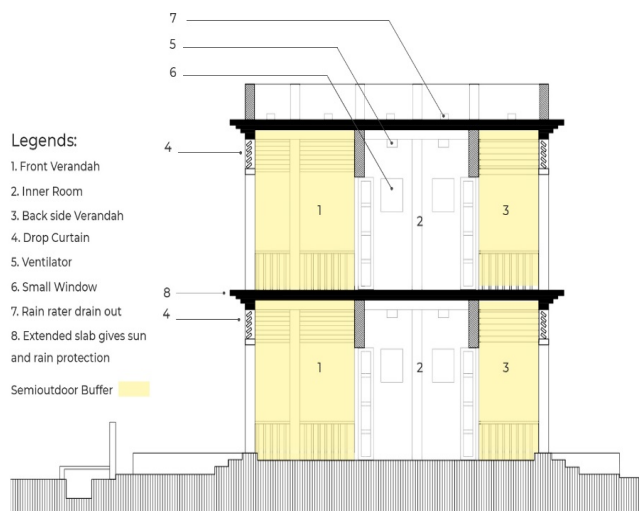 7
5
6
Legends:
4
1. Front Verandah
2. Inner Room
3. Back side Verandah
4. Drop Curtain
5. Ventilator
6. Small Window
7. Rain rater drain out
8. Extended slab gives sun
and rain protection
Semioutdoor Buffer
1
2
3
8
4
1
2
3